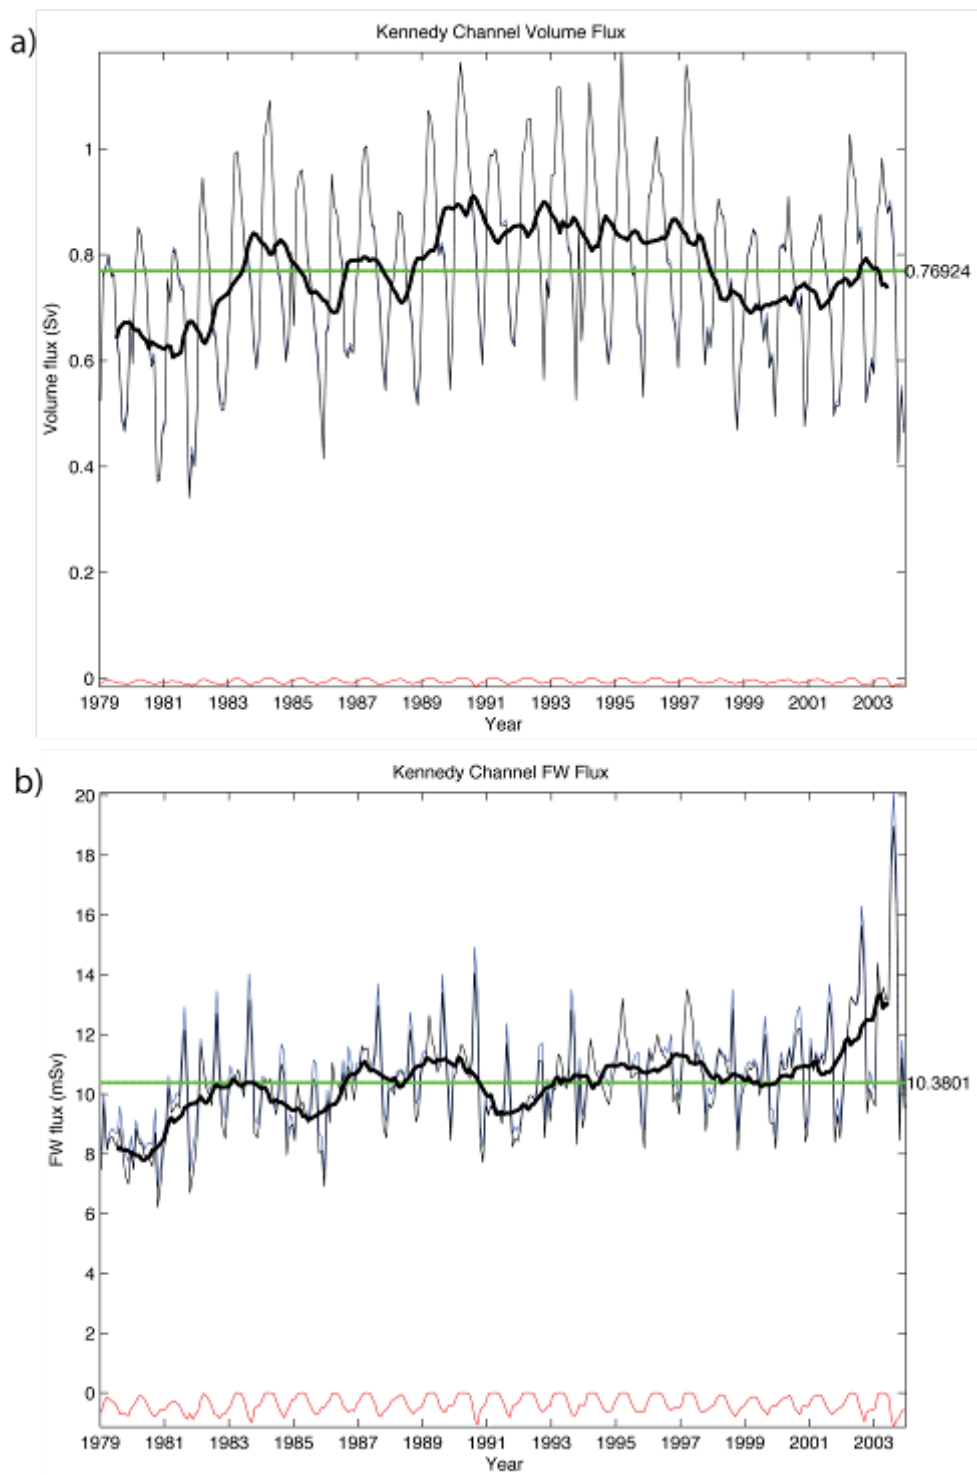 a)
Kennedy Channel Volume Flux
1
0.8
0.76924
0.6
0.4
0.2
0
Volume flux (Sv)
1979 1981 1983 1985 1987 1989 1991 1993 1995 1997 1999 2001 2003
Year
b)
Kennedy Channel FW Flux
20
18
16
14
12
10
10.3801
8
6
4
2
0
FW flux (mSv)
1979 1981 1983 1985 1987 1989 1991 1993 1995 1997 1999 2001 2003
Year